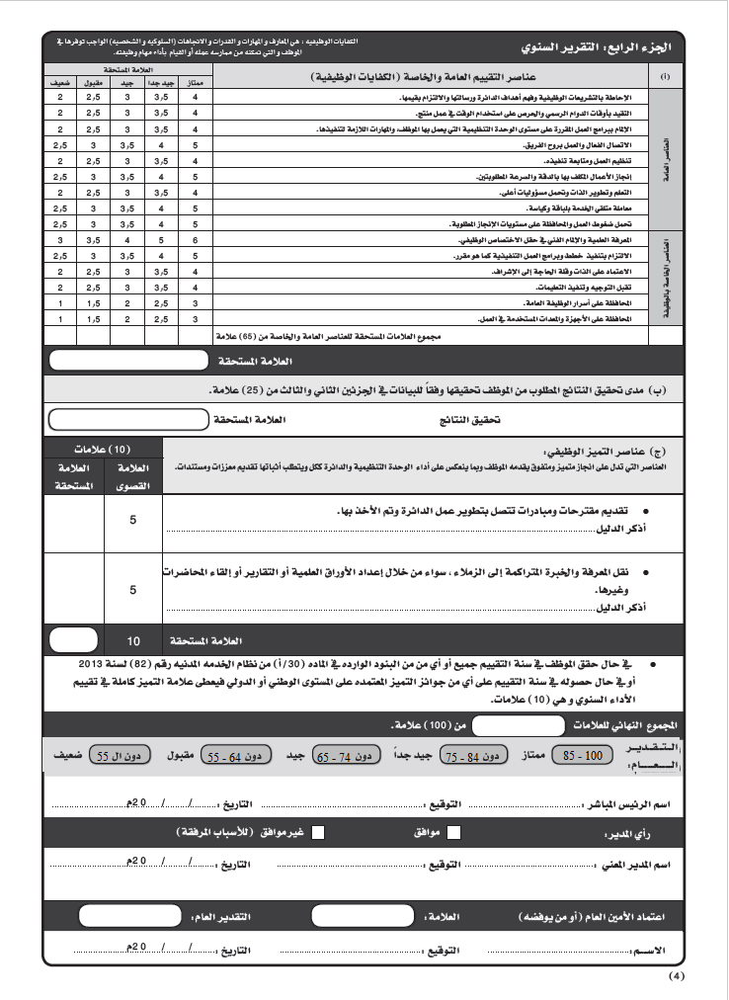 الجزء الرابع: التقرير السنوي
الكفايات الوظيفية : هي المعارف و المهارات و القدرات و الاتجاهات (السلوكيه و الشخصيه) الواجب توفرها في
الموظف و التي تمكنه من ممارسه عمله أو القيام بأداء مهام وظيفته.
(أ) عناصر التقييم العامة والخاصة (الكفايات الوظيفية)
العلامة المستحقة
ممتاز جيد جدا جيد مقبول ضعيف
العناصر العامة
الاحاطة بالتشريعات الوظيفية وفهم أهداف الدائرة ورسالتها والالتزام بقيمها. 4 3,5 3 2,5 2
التقيد بأوقات الدوام الرسمي والحرص على استخدام الوقت في عمل منتج. 4 3,5 3 2,5 2
الإلمام ببرامج العمل المقررة على مستوى الوحدة التنظيمية التي يعمل بها الموظف، والمهارات اللازمة لتنفيذها. 4 3,5 3 2,5 2
الاتصال الفعال والعمل بروح الفريق. 5 4 3,5 3 2,5
تنظيم العمل ومتابعة تنفيذه. 4 3,5 3 2,5 2
إنجاز الأعمال المكلف بها بالدقة والسرعة المطلوبتين. 5 4 3,5 3 2,5
التعلم وتطوير الذات وتحمل مسؤوليات أعلى. 4 3,5 3 2,5 2
معاملة متلقي الخدمة بلباقة وكياسة. 5 4 3,5 3 2,5
تحمل ضغوط العمل والمحافظة على مستويات الإنجاز المطلوبة. 5 4 3,5 3 2,5
العناصر الخاصة بالوظيفة
المعرفة العلمية والإلمام الفني في حقل الاختصاص الوظيفي. 6 5 4 3,5 3
الالتزام بتنفيذ خطط وبرامج العمل التنفيذية كما هو مقرر. 5 4 3,5 3 2,5
الاعتماد على الذات وقلة الحاجة إلى الإشراف. 4 3,5 3 2,5 2
تقبل التوجيه وتنفيذ التعليمات. 4 3,5 3 2,5 2
المحافظة على أسرار الوظيفة العامة. 3 2,5 2 1,5 1
المحافظة على الأجهزة والمعدات المستخدمة في العمل. 3 2,5 2 1,5 1
مجموع العلامات المستحقة للعناصر العامة والخاصة من (65) علامة
العلامة المستحقة
(ب) مدى تحقيق النتائج المطلوب من الموظف تحقيقها وفقاً للبيانات في الجزئين الثاني والثالث من (25) علامة.
تحقيق النتائج العلامة المستحقة
(ج) عناصر التميز الوظيفي:
العناصر التي تدل على انجاز متميز ومتفوق يقدمه الموظف وبما ينعكس على أداء الوحدة التنظيمية والدائرة ككل ويتطلب أثباتها تقديم معززات ومستندات.
(10) علامات
العلامة القصوى
العلامة المستحقة
• تقديم مقترحات ومبادرات تتصل بتطوير عمل الدائرة وتم الأخذ بها. 5
أذكر الدليل
• نقل المعرفة والخبرة المتراكمة إلى الزملاء ، سواء من خلال إعداد الأوراق العلمية أو التقارير أو إلقاء المحاضرات
وغيرها. 5
أذكر الدليل
العلامة المستحقة 10
• في حال حقق الموظف في سنة التقييم جميع أو أي من من البنود الوارده في الماده (30/أ) من نظام الخدمه المدنيه رقم (82) لسنة 2013
أو في حال حصوله في سنة التقييم على أي من جوائز التميز المعتمده على المستوى الوطني أو الدولي فيعطى علامة التميز كاملة في تقييم
الأداء السنوي و هي (10) علامات.
المجموع النهائي للعلامات من (100) علامة.
التقدير العام: 85 - 100 ممتاز دون 84 - 75 جيد جداً دون 74 - 65 جيد دون 64 - 55 مقبول دون ال 55 ضعيف
اسم الرئيس المباشر : التوقيع : التاريخ : / / 20م
رأي المدير: موافق غير موافق (للأسباب المرفقة)
اسم المدير المعني : التوقيع : التاريخ : / / 20م
اعتماد الأمين العام (أو من يوفضه) العلامة: التقدير العام:
الاسم: التوقيع : التاريخ : / / 20م
(4)